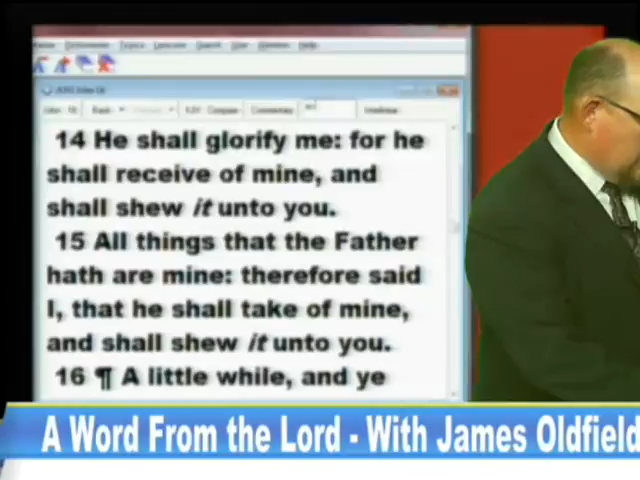 14 He shall glorify me: for he
shall receive of mine, and
shall shew it unto you.
15 All things that the Father
hath are mine: therefore said
I, that he shall take of mine,
and shall shew it unto you.
16 ¶ A little while, and ye
A Word From the Lord - With James Oldfield